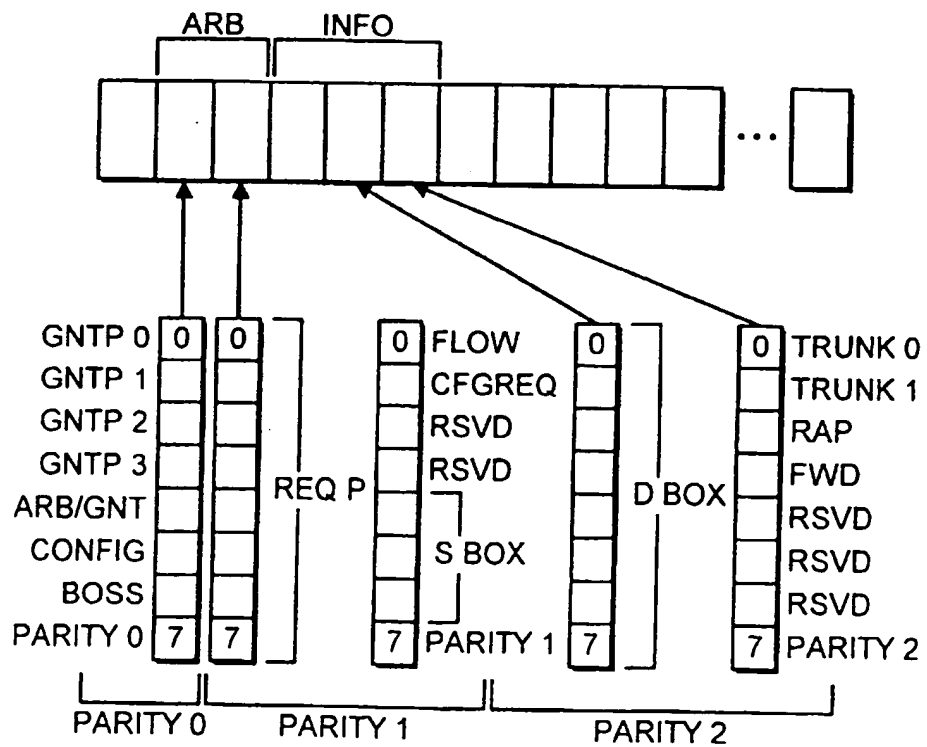 ARB INFO
...
GNTP 0 0 0 0 FLOW 0 0 TRUNK 0
GNTP 1 CFGREQ TRUNK 1
GNTP 2 RSVD RAP
GNTP 3 RSVD FWD
REQ P D BOX
ARB/GNT RSVD
CONFIG S BOX RSVD
BOSS RSVD
PARITY 0 7 7 7 PARITY 1 7 7 PARITY 2
PARITY 0 PARITY 1 PARITY 2